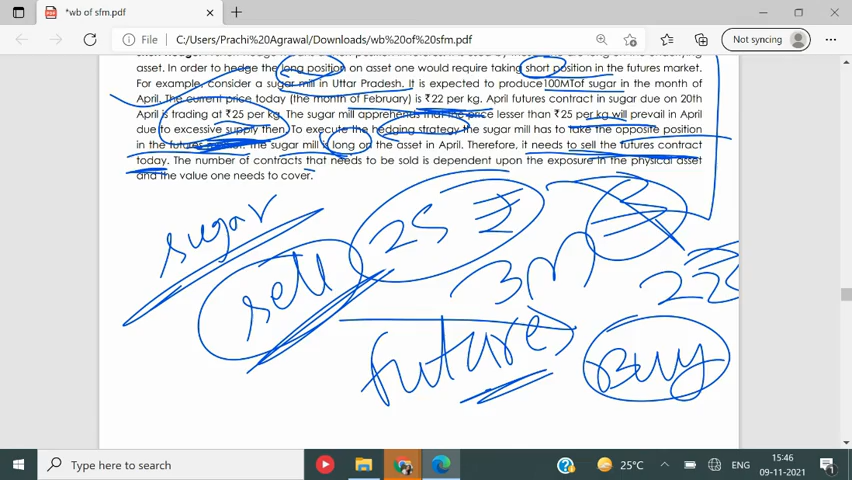 *wb of sfm.pdf
File
C:/Users/Prachi%20Agrawal/Downloads/wb%20of%20sfm.pdf
Not syncing
asset. In order to hedge the long position on asset one would require taking short position in the futures market.
For example, consider a sugar mill in Uttar Pradesh. It is expected to produce100MTof sugar in the month of
April. The current price today (the month of February) is ₹22 per kg. April futures contract in sugar due on 20th
April is trading at ₹25 per kg. The sugar mill apprehends that the price lesser than ₹25 per kg will prevail in April
due to excessive supply then. To execute the hedging strategy the sugar mill has to take the opposite position
in the futures market. The sugar mill is long on the asset in April. Therefore, it needs to sell the futures contract
today. The number of contracts that needs to be sold is dependent upon the exposure in the physical asset
and the value one needs to cover.
sugar
25 ₹
sell
3m
22
future
Buy
Type here to search
25°C
ENG
15:46
09-11-2021